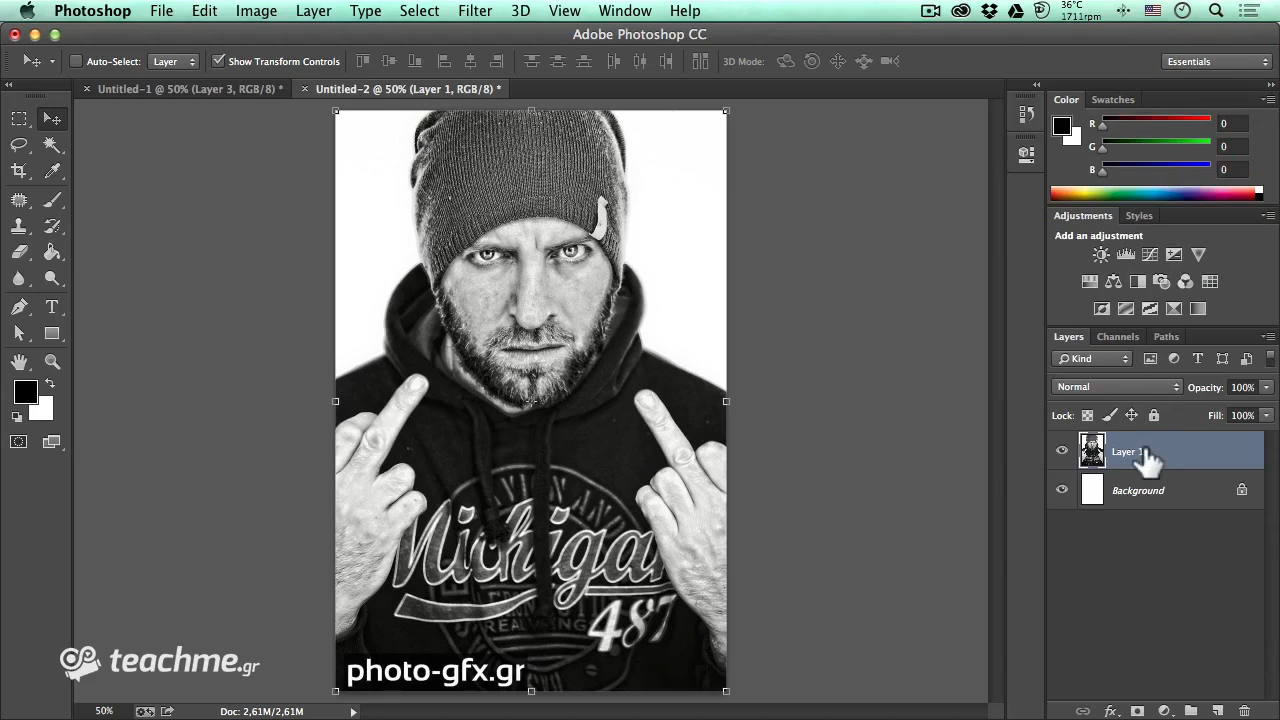 Photoshop File Edit Image Layer Type Select Filter 3D View Window Help
36°C
1711rpm
Adobe Photoshop CC
Auto-Select: Layer Show Transform Controls 3D Mode: Essentials
Untitled-1 @ 50% (Layer 3, RGB/8) * Untitled-2 @ 50% (Layer 1, RGB/8) *
Color Swatches
R 0
G 0
B 0
Adjustments Styles
Add an adjustment
Layers Channels Paths
Kind
Normal Opacity: 100%
Lock: Fill: 100%
Layer
Background
Michigan
487
teachme.gr
photo-gfx.gr
50% Doc: 2,61M/2,61M